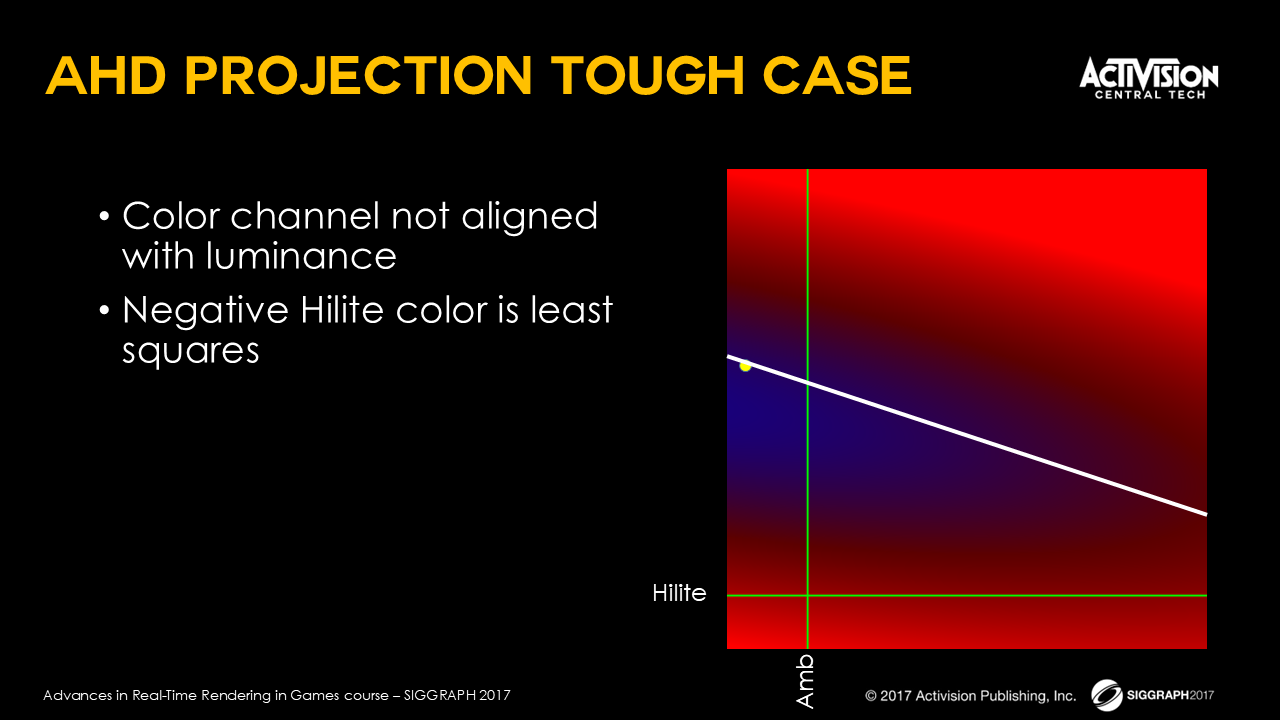 AHD PROJECTION TOUGH CASE
ACTIVISION
CENTRAL TECH
• Color channel not aligned
with luminance
• Negative Hilite color is least
squares
Hilite
Amb
Advances in Real-Time Rendering in Games course – SIGGRAPH 2017
© 2017 Activision Publishing, Inc.
SIGGRAPH2017